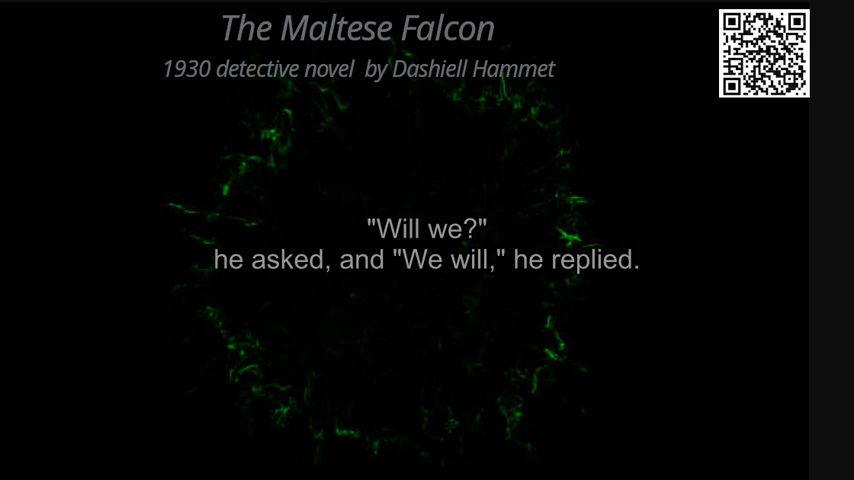 The Maltese Falcon
1930 detective novel  by Dashiell Hammet
"Will we?"
he asked, and "We will," he replied.